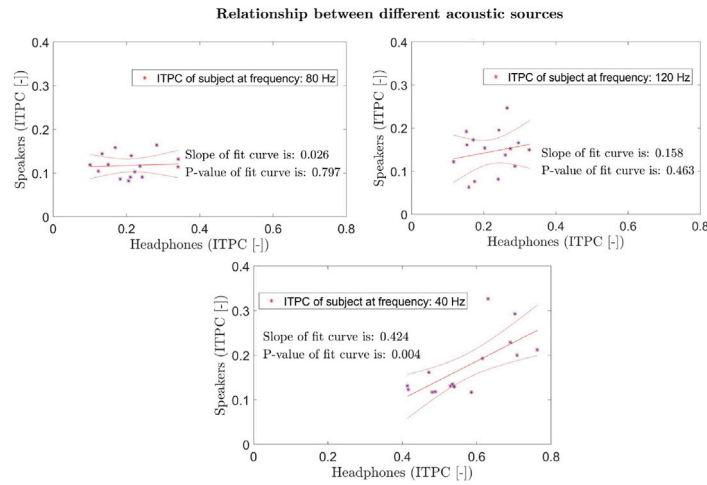 Relationship between different acoustic sources
0.4
0.3
0.2
0.1
0
Speakers (ITPC [-])
ITPC of subject at frequency: 80 Hz
Slope of fit curve is: 0.026
P-value of fit curve is: 0.797
0
0.2
0.4
0.6
0.8
Headphones (ITPC [-])
0.4
0.3
0.2
0.1
0
Speakers (ITPC [-])
ITPC of subject at frequency: 120 Hz
Slope of fit curve is: 0.158
P-value of fit curve is: 0.463
0
0.2
0.4
0.6
0.8
Headphones (ITPC [-])
0.4
0.3
0.2
0.1
0
Speakers (ITPC [-])
ITPC of subject at frequency: 40 Hz
Slope of fit curve is: 0.424
P-value of fit curve is: 0.004
0
0.2
0.4
0.6
0.8
Headphones (ITPC [-])